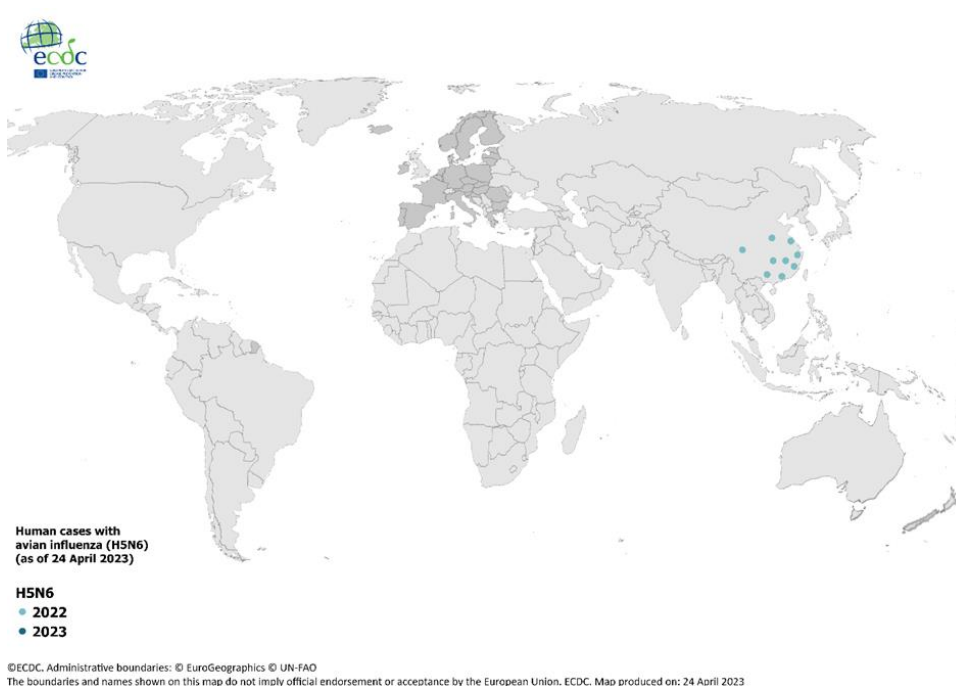 ecdc
Human cases with
avian influenza (H5N6)
(as of 24 April 2023)
H5N6
2022
2023
©ECDC. Administrative boundaries: © EuroGeographics © UN-FAO
The boundaries and names shown on this map do not imply official endorsement or acceptance by the European Union. ECDC. Map produced on: 24 April 2023